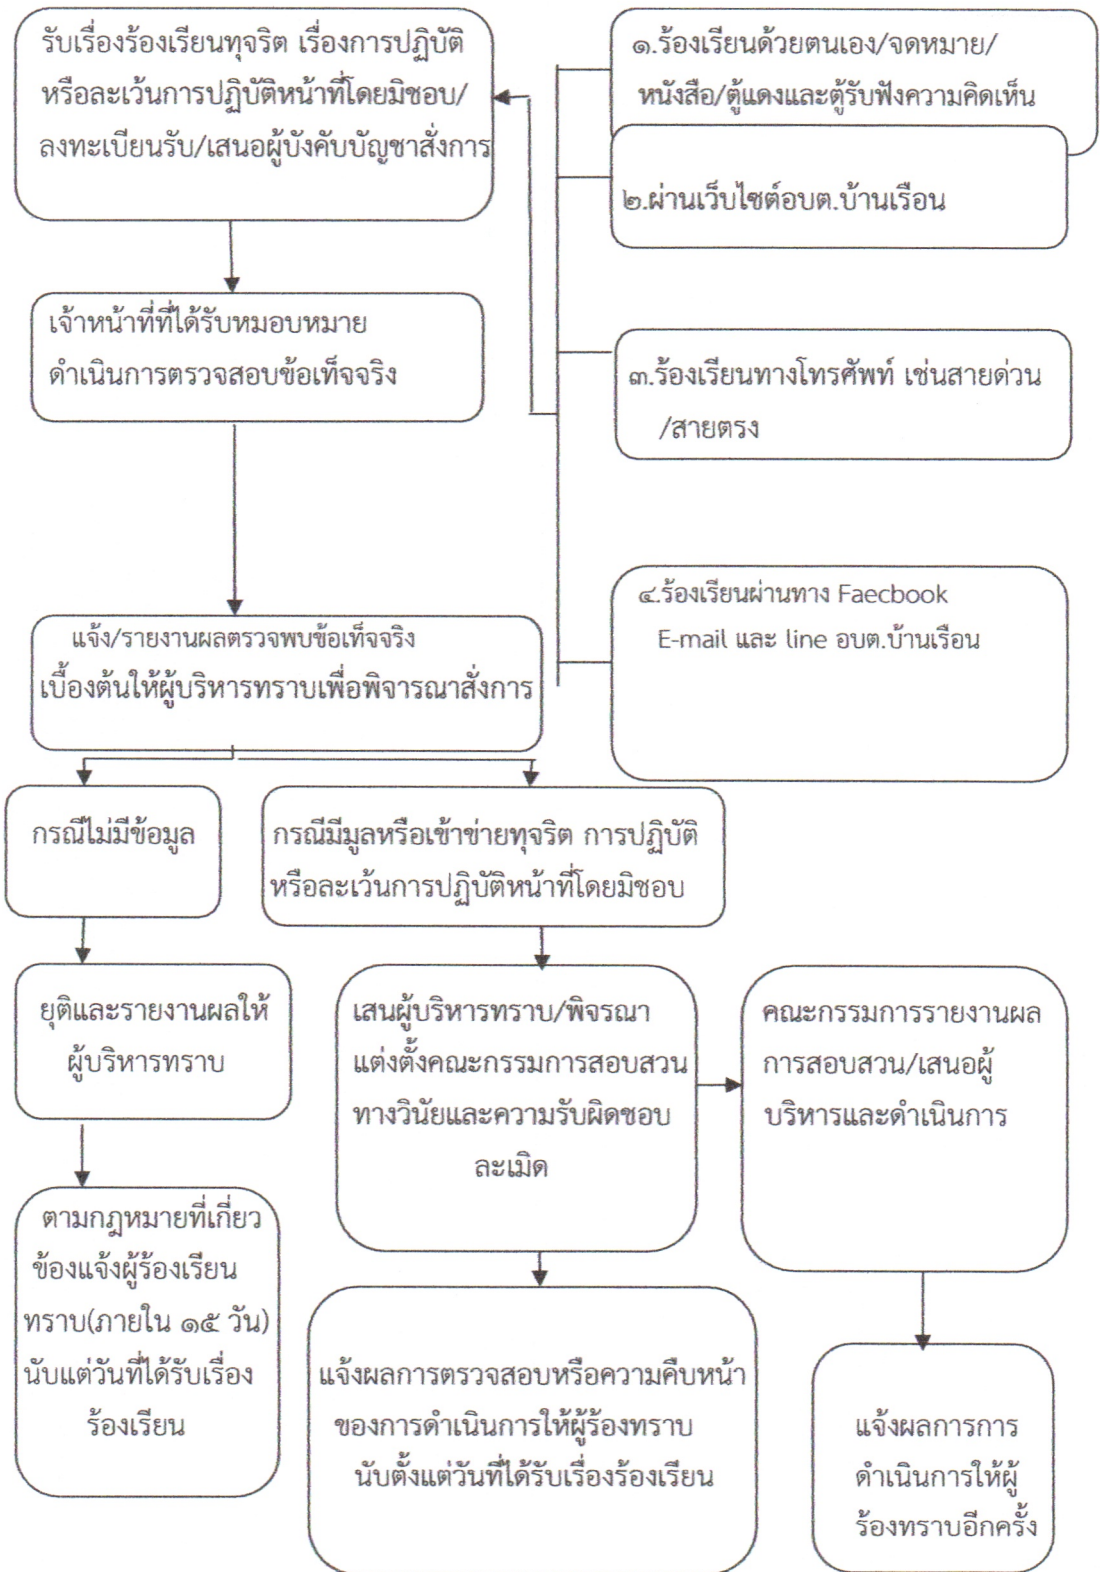 รับเรื่องร้องเรียนทุจริต เรื่องการปฏิบัติ
หรือละเว้นการปฏิบัติหน้าที่โดยมิชอบ/
ลงทะเบียนรับ/เสนอผู้บังคับบัญชาสั่งการ
๑.ร้องเรียนด้วยตนเอง/จดหมาย/
หนังสือ/ตู้แดงและตู้รับฟังความคิดเห็น
๒.ผ่านเว็บไซต์อบต.บ้านเรือน
๓.ร้องเรียนทางโทรศัพท์ เช่นสายด่วน
/สายตรง
๔.ร้องเรียนผ่านทาง Faecbook
E-mail และ line อบต.บ้านเรือน
เจ้าหน้าที่ที่ได้รับหมอบหมาย
ดำเนินการตรวจสอบข้อเท็จจริง
แจ้ง/รายงานผลตรวจพบข้อเท็จจริง
เบื้องต้นให้ผู้บริหารทราบเพื่อพิจารณาสั่งการ
กรณีไม่มีข้อมูล
กรณีมีมูลหรือเข้าข่ายทุจริต การปฏิบัติ
หรือละเว้นการปฏิบัติหน้าที่โดยมิชอบ
ยุติและรายงานผลให้
ผู้บริหารทราบ
เสนผู้บริหารทราบ/พิจรณา
แต่งตั้งคณะกรรมการสอบสวน
ทางวินัยและความรับผิดชอบ
ละเมิด
คณะกรรมการรายงานผล
การสอบสวน/เสนอผู้
บริหารและดำเนินการ
ตามกฎหมายที่เกี่ยว
ข้องแจ้งผู้ร้องเรียน
ทราบ(ภายใน ๑๕ วัน)
นับแต่วันที่ได้รับเรื่อง
ร้องเรียน
แจ้งผลการตรวจสอบหรือความคืบหน้า
ของการดำเนินการให้ผู้ร้องทราบ
นับตั้งแต่วันที่ได้รับเรื่องร้องเรียน
แจ้งผลการการ
ดำเนินการให้ผู้
ร้องทราบอีกครั้ง